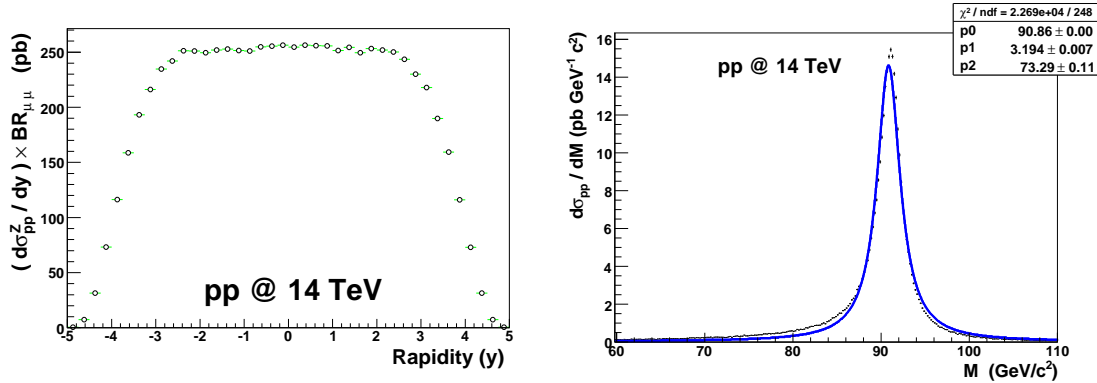 ( dσ^Z_pp / dy ) × BR_μμ (pb)
300
250
200
150
100
50
0
pp @ 14 TeV
-5 -4 -3 -2 -1 0 1 2 3 4 5
Rapidity (y)
χ² / ndf = 2.269e+04 / 248
p0 90.86 ± 0.00
p1 3.194 ± 0.007
p2 73.29 ± 0.11
dσ_pp / dM (pb GeV⁻¹ c²)
16
14
12
10
8
6
4
2
0
pp @ 14 TeV
60 70 80 90 100 110
M (GeV/c²)